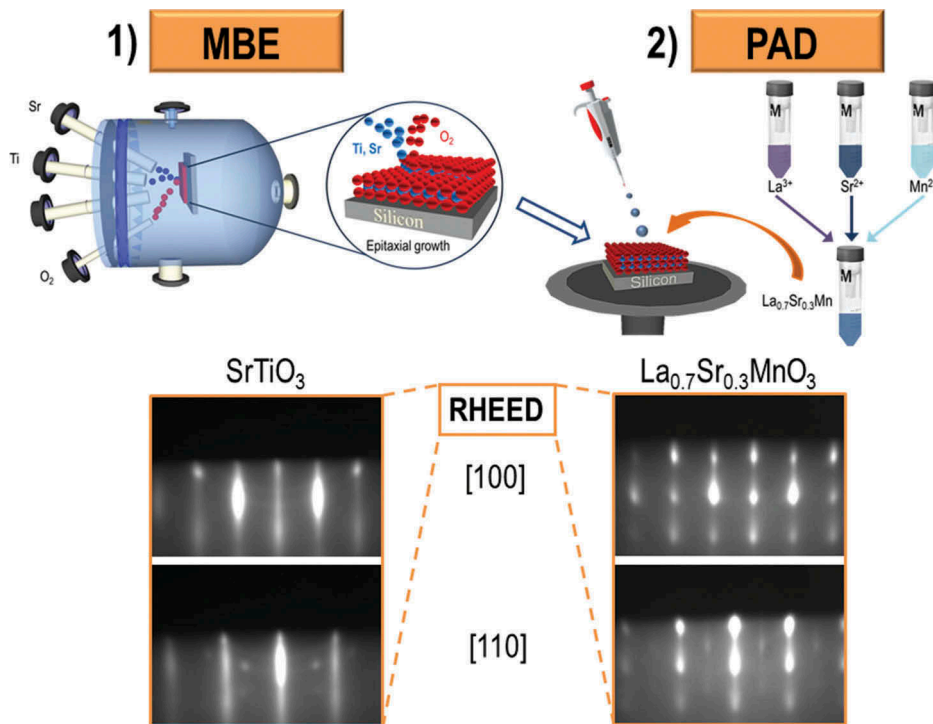 1) MBE
2) PAD
Sr
Ti
O₂
Ti, Sr
O₂
Silicon
Epitaxial growth
Silicon
M
M
M
La³⁺
Sr²⁺
Mn²
M
La₀.₇Sr₀.₃Mn
SrTiO₃
RHEED
La₀.₇Sr₀.₃MnO₃
[100]
[110]